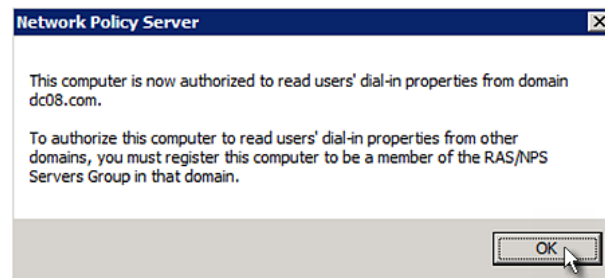 Network Policy Server
This computer is now authorized to read users' dial-in properties from domain
dc08.com.
To authorize this computer to read users' dial-in properties from other
domains, you must register this computer to be a member of the RAS/NPS
Servers Group in that domain.
OK